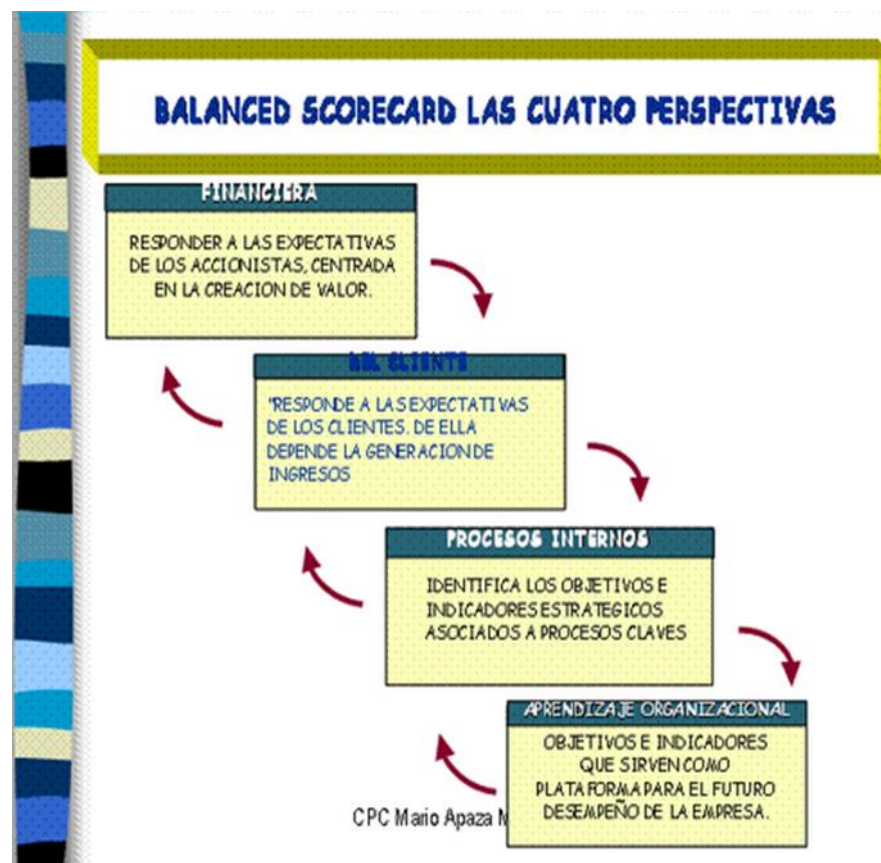 BALANCED SCORECARD LAS CUATRO PERSPECTIVAS
FINANCIERA
RESPONDER A LAS EXPECTATIVAS
DE LOS ACCIONISTAS, CENTRADA
EN LA CREACION DE VALOR.
DEL CLIENTE
"RESPONDE A LAS EXPECTATIVAS
DE LOS CLIENTES. DE ELLA
DEPENDE LA GENERACION DE
INGRESOS
PROCESOS INTERNOS
IDENTIFICA LOS OBJETIVOS E
INDICADORES ESTRATEGICOS
ASOCIADOS A PROCESOS CLAVES
APRENDIZAJE ORGANIZACIONAL
OBJETIVOS E INDICADORES
QUE SIRVEN COMO
PLATAFORMA PARA EL FUTURO
DESEMPEÑO DE LA EMPRESA.
CPC Mario Apaza